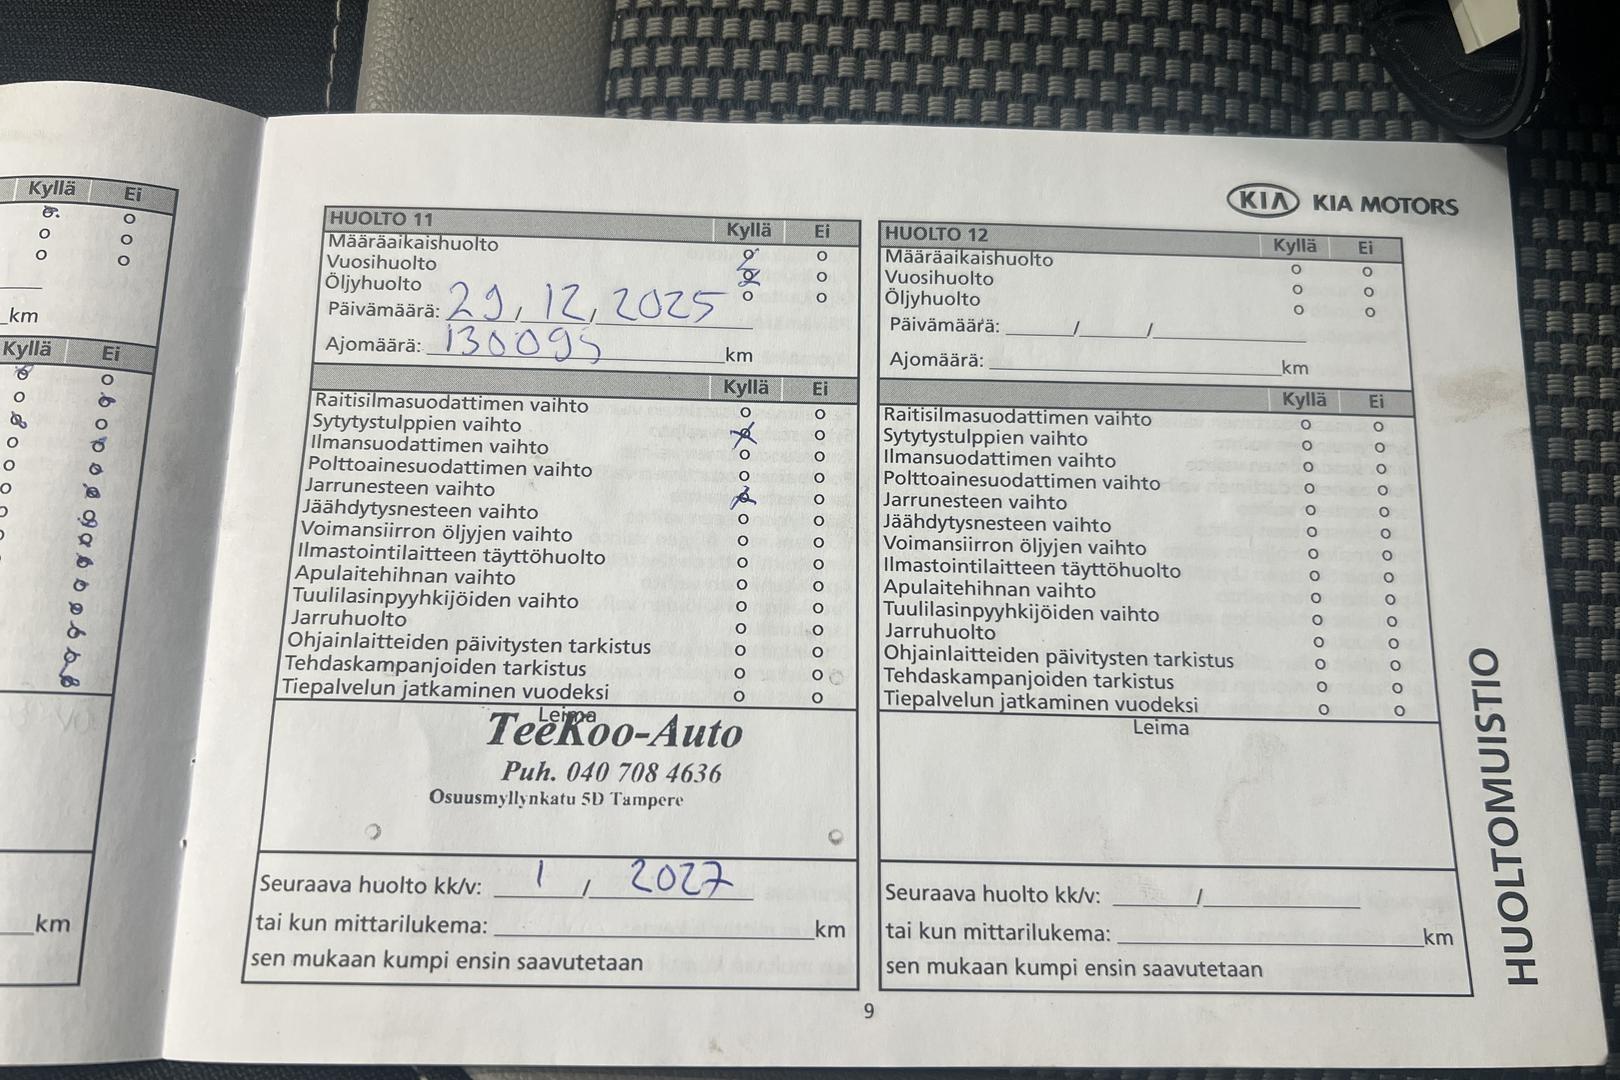 Kyllä Ei
km
Kyllä Ei
km
KIA KIA MOTORS
HUOLTO 11 Kyllä Ei
Määräaikaishuolto
Vuosihuolto
Öljyhuolto
Päivämäärä: 29, 12, 2025
Ajomäärä: 130095 km
Kyllä Ei
Raitisilmasuodattimen vaihto
Sytytystulppien vaihto
Ilmansuodattimen vaihto
Polttoainesuodattimen vaihto
Jarrunesteen vaihto
Jäähdytysnesteen vaihto
Voimansiirron öljyjen vaihto
Ilmastointilaitteen täyttöhuolto
Apulaitehihnan vaihto
Tuulilasinpyyhkijöiden vaihto
Jarruhuolto
Ohjainlaitteiden päivitysten tarkistus
Tehdaskampanjoiden tarkistus
Tiepalvelun jatkaminen vuodeksi
Leima
TeeKoo-Auto
Puh. 040 708 4636
Osuusmyllynkatu 5D Tampere
Seuraava huolto kk/v: 1 / 2027
tai kun mittarilukema: km
sen mukaan kumpi ensin saavutetaan
HUOLTO 12 Kyllä Ei
Määräaikaishuolto
Vuosihuolto
Öljyhuolto
Päivämäärä: / /
Ajomäärä: km
Kyllä Ei
Raitisilmasuodattimen vaihto
Sytytystulppien vaihto
Ilmansuodattimen vaihto
Polttoainesuodattimen vaihto
Jarrunesteen vaihto
Jäähdytysnesteen vaihto
Voimansiirron öljyjen vaihto
Ilmastointilaitteen täyttöhuolto
Apulaitehihnan vaihto
Tuulilasinpyyhkijöiden vaihto
Jarruhuolto
Ohjainlaitteiden päivitysten tarkistus
Tehdaskampanjoiden tarkistus
Tiepalvelun jatkaminen vuodeksi
Leima
Seuraava huolto kk/v: /
tai kun mittarilukema: km
sen mukaan kumpi ensin saavutetaan
HUOLTOMUISTIO
9